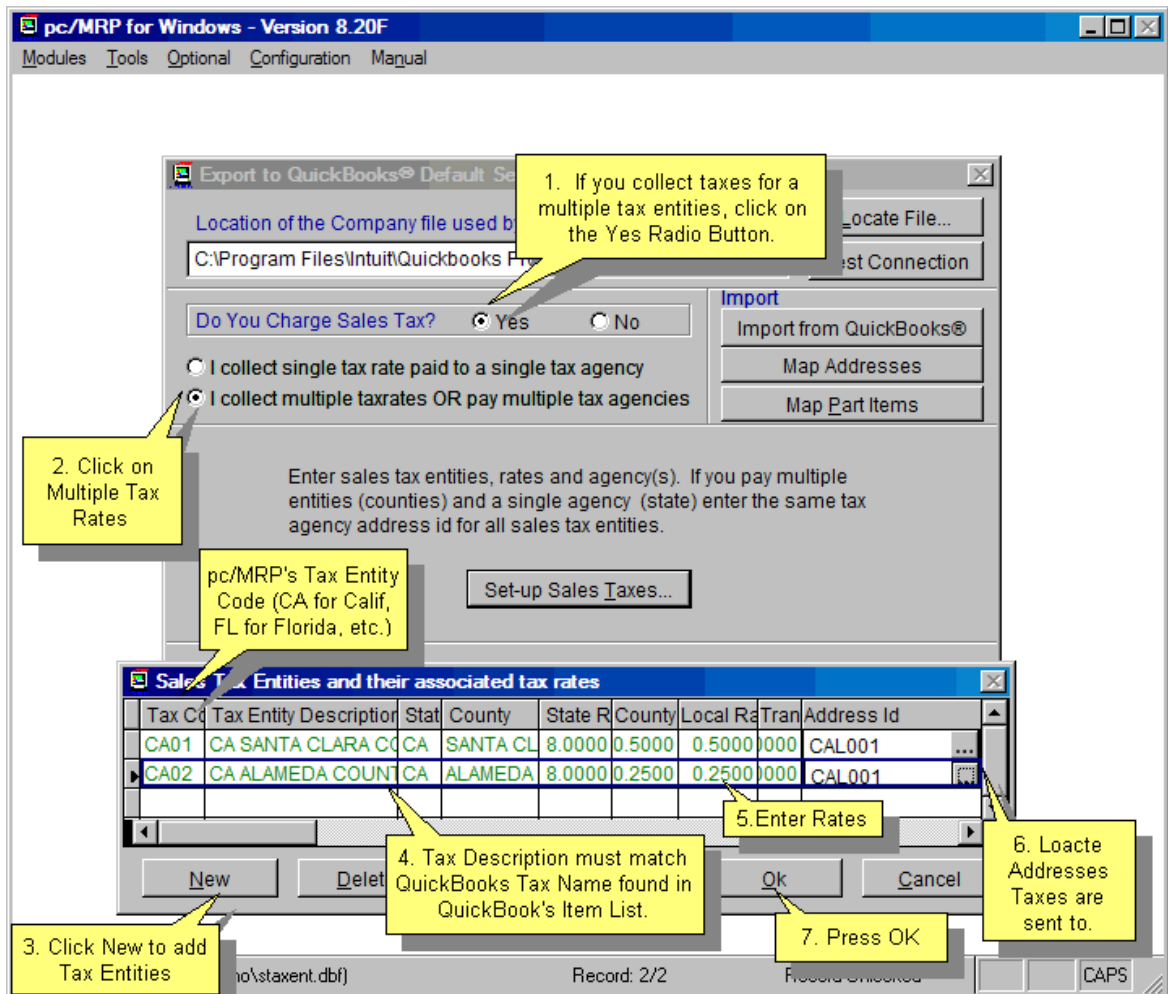 pc/MRP for Windows - Version 8.20F
Modules Tools Optional Configuration Manual
Export to QuickBooks® Default Se
1. If you collect taxes for a
multiple tax entities, click on
the Yes Radio Button.
Location of the Company file used by
Locate File...
C:\Program Files\Intuit\Quickbooks Pro
est Connection
Do You Charge Sales Tax? Yes No
Import
Import from QuickBooks®
Map Addresses
Map Part Items
I collect single tax rate paid to a single tax agency
I collect multiple taxrates OR pay multiple tax agencies
2. Click on
Multiple Tax
Rates
Enter sales tax entities, rates and agency(s). If you pay multiple
entities (counties) and a single agency (state) enter the same tax
agency address id for all sales tax entities.
pc/MRP's Tax Entity
Code (CA for Calif,
FL for Florida, etc.)
Set-up Sales Taxes...
Sales Tax Entities and their associated tax rates
Tax Co Tax Entity Description Stat County State R County Local Ra Tran Address Id
CA01 CA SANTA CLARA CO CA SANTA CL 8.0000 0.5000 0.5000 0000 CAL001 ...
CA02 CA ALAMEDA COUNT CA ALAMEDA 8.0000 0.2500 0.2500 0000 CAL001 ...
5.Enter Rates
4. Tax Description must match
QuickBooks Tax Name found in
QuickBook's Item List.
6. Loacte
Addresses
Taxes are
sent to.
New Delet Ok Cancel
3. Click New to add
Tax Entities
7. Press OK
no\staxent.dbf) Record: 2/2 Record Unlocked CAPS